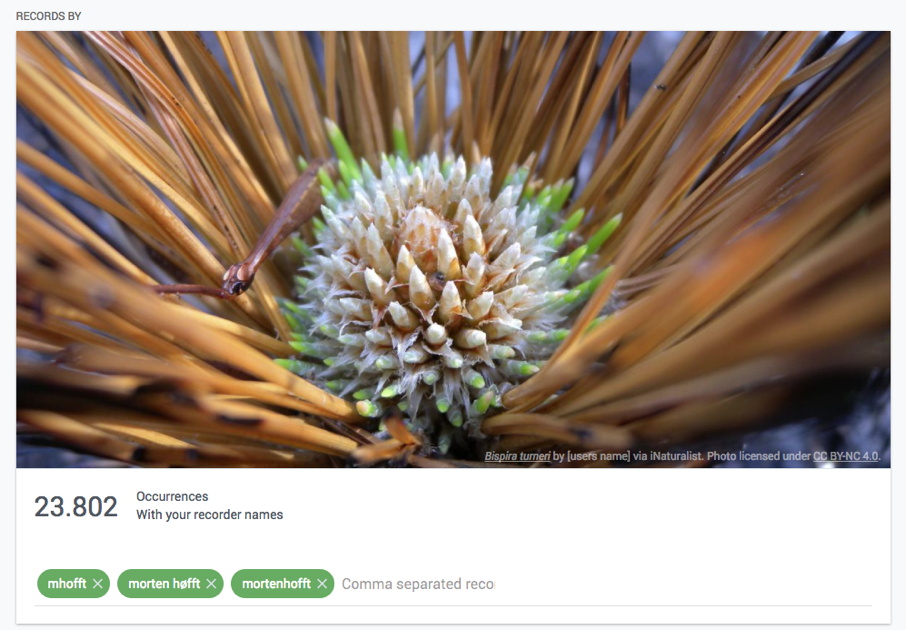 RECORDS BY
Bispira turneri by [users name] via iNaturalist. Photo licensed under CC BY-NC 4.0.
23.802
Occurrences
With your recorder names
mhofft × morten høfft × mortenhofft × Comma separated reco